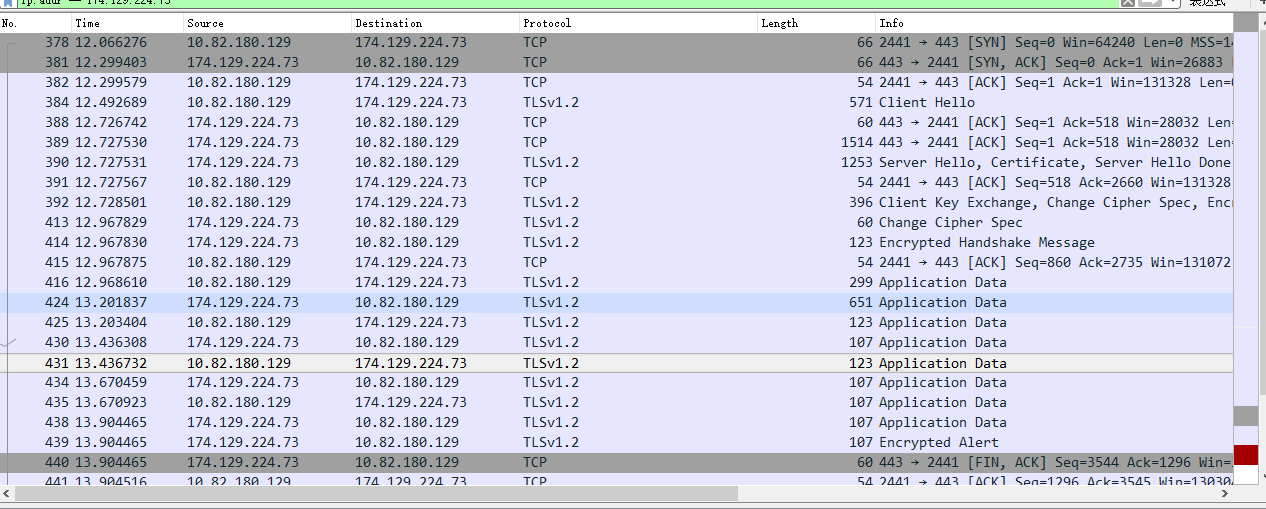 ip.addr == 174.129.224.73 表达式
No. Time Source Destination Protocol Length Info
378 12.066276 10.82.180.129 174.129.224.73 TCP 66 2441 → 443 [SYN] Seq=0 Win=64240 Len=0 MSS=14
381 12.299403 174.129.224.73 10.82.180.129 TCP 66 443 → 2441 [SYN, ACK] Seq=0 Ack=1 Win=26883
382 12.299579 10.82.180.129 174.129.224.73 TCP 54 2441 → 443 [ACK] Seq=1 Ack=1 Win=131328 Len=0
384 12.492689 10.82.180.129 174.129.224.73 TLSv1.2 571 Client Hello
388 12.726742 174.129.224.73 10.82.180.129 TCP 60 443 → 2441 [ACK] Seq=1 Ack=518 Win=28032 Len=
389 12.727530 174.129.224.73 10.82.180.129 TCP 1514 443 → 2441 [ACK] Seq=1 Ack=518 Win=28032 Len=
390 12.727531 174.129.224.73 10.82.180.129 TLSv1.2 1253 Server Hello, Certificate, Server Hello Done
391 12.727567 10.82.180.129 174.129.224.73 TCP 54 2441 → 443 [ACK] Seq=518 Ack=2660 Win=131328
392 12.728501 10.82.180.129 174.129.224.73 TLSv1.2 396 Client Key Exchange, Change Cipher Spec, Enc
413 12.967829 174.129.224.73 10.82.180.129 TLSv1.2 60 Change Cipher Spec
414 12.967830 174.129.224.73 10.82.180.129 TLSv1.2 123 Encrypted Handshake Message
415 12.967875 10.82.180.129 174.129.224.73 TCP 54 2441 → 443 [ACK] Seq=860 Ack=2735 Win=131072
416 12.968610 10.82.180.129 174.129.224.73 TLSv1.2 299 Application Data
424 13.201837 174.129.224.73 10.82.180.129 TLSv1.2 651 Application Data
425 13.203404 10.82.180.129 174.129.224.73 TLSv1.2 123 Application Data
430 13.436308 174.129.224.73 10.82.180.129 TLSv1.2 107 Application Data
431 13.436732 10.82.180.129 174.129.224.73 TLSv1.2 123 Application Data
434 13.670459 174.129.224.73 10.82.180.129 TLSv1.2 107 Application Data
435 13.670923 10.82.180.129 174.129.224.73 TLSv1.2 107 Application Data
438 13.904465 174.129.224.73 10.82.180.129 TLSv1.2 107 Application Data
439 13.904465 174.129.224.73 10.82.180.129 TLSv1.2 107 Encrypted Alert
440 13.904465 174.129.224.73 10.82.180.129 TCP 60 443 → 2441 [FIN, ACK] Seq=3544 Ack=1296 Win=
441 13.904516 10.82.180.129 174.129.224.73 TCP 54 2441 → 443 [ACK] Seq=1296 Ack=3545 Win=13030